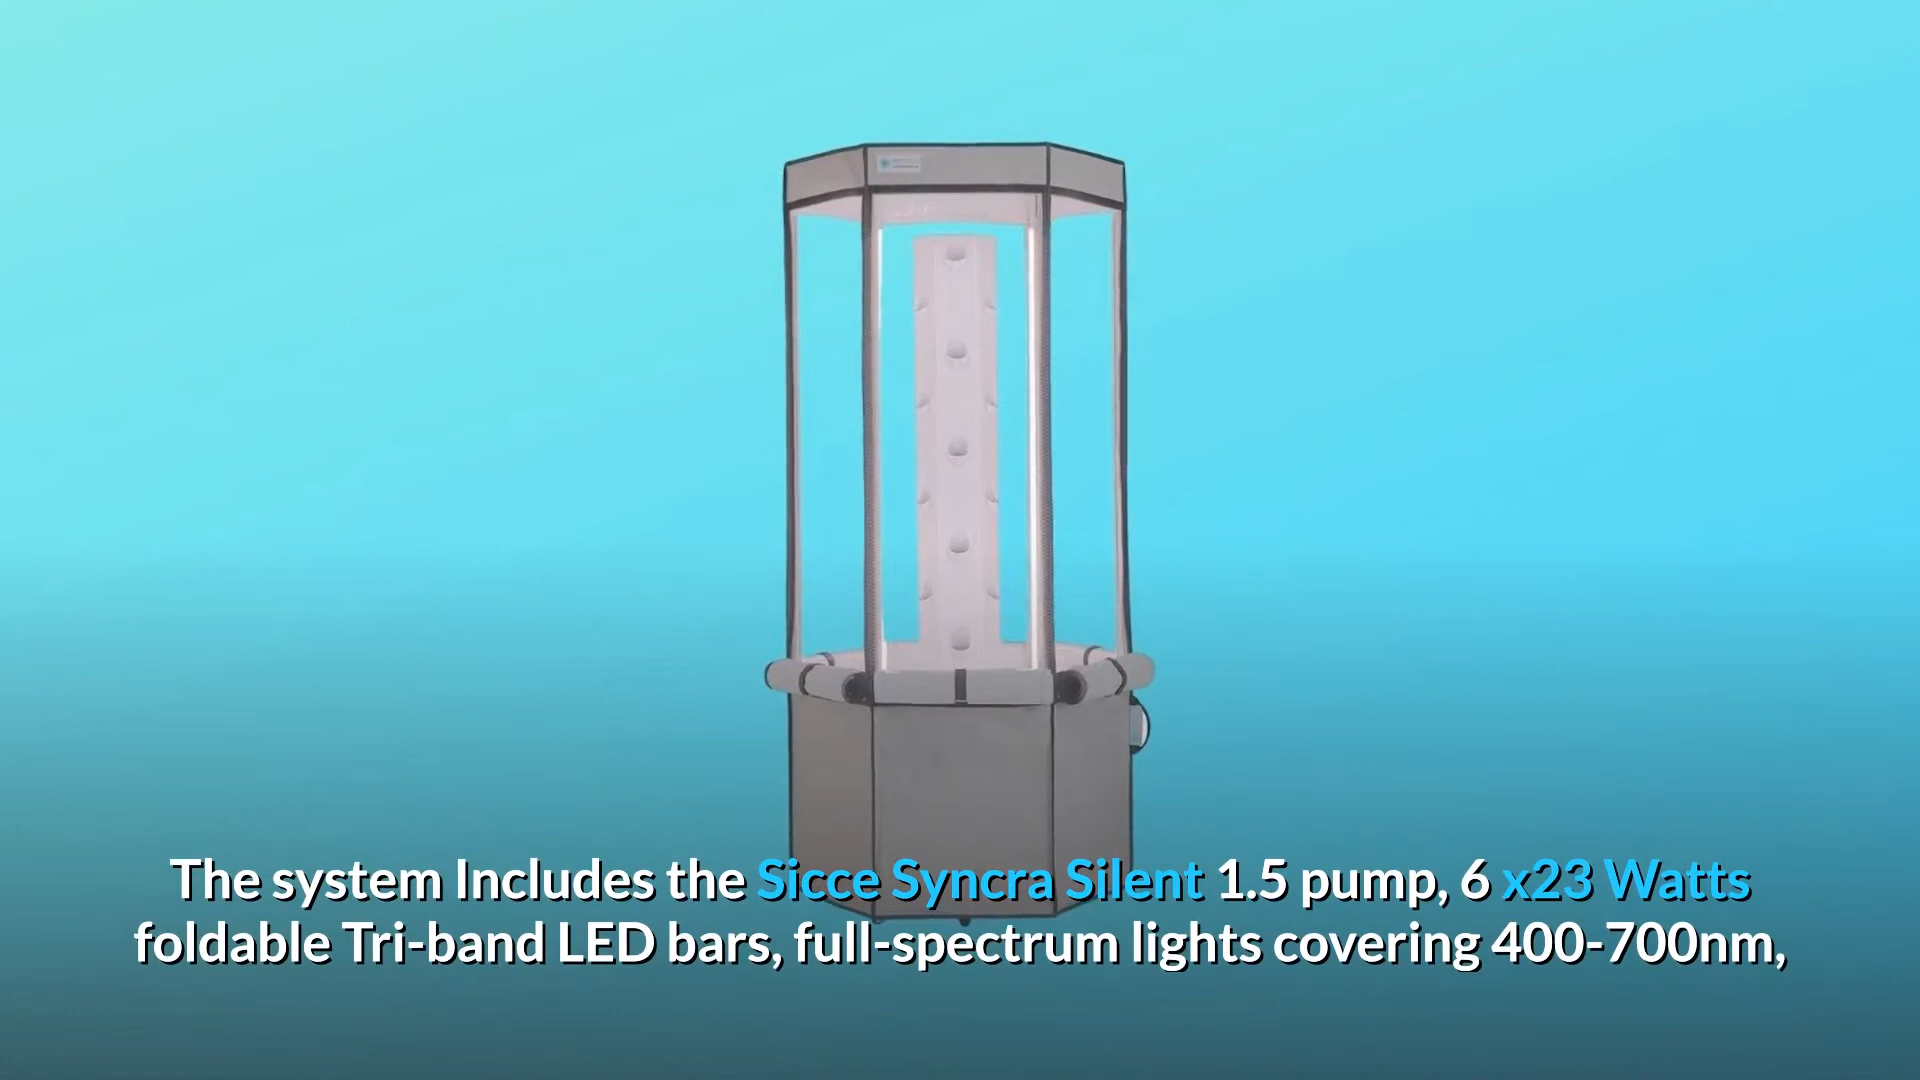 The system Includes the Sicce Syncra Silent 1.5 pump, 6 x23 Watts
foldable Tri-band LED bars, full-spectrum lights covering 400-700nm,